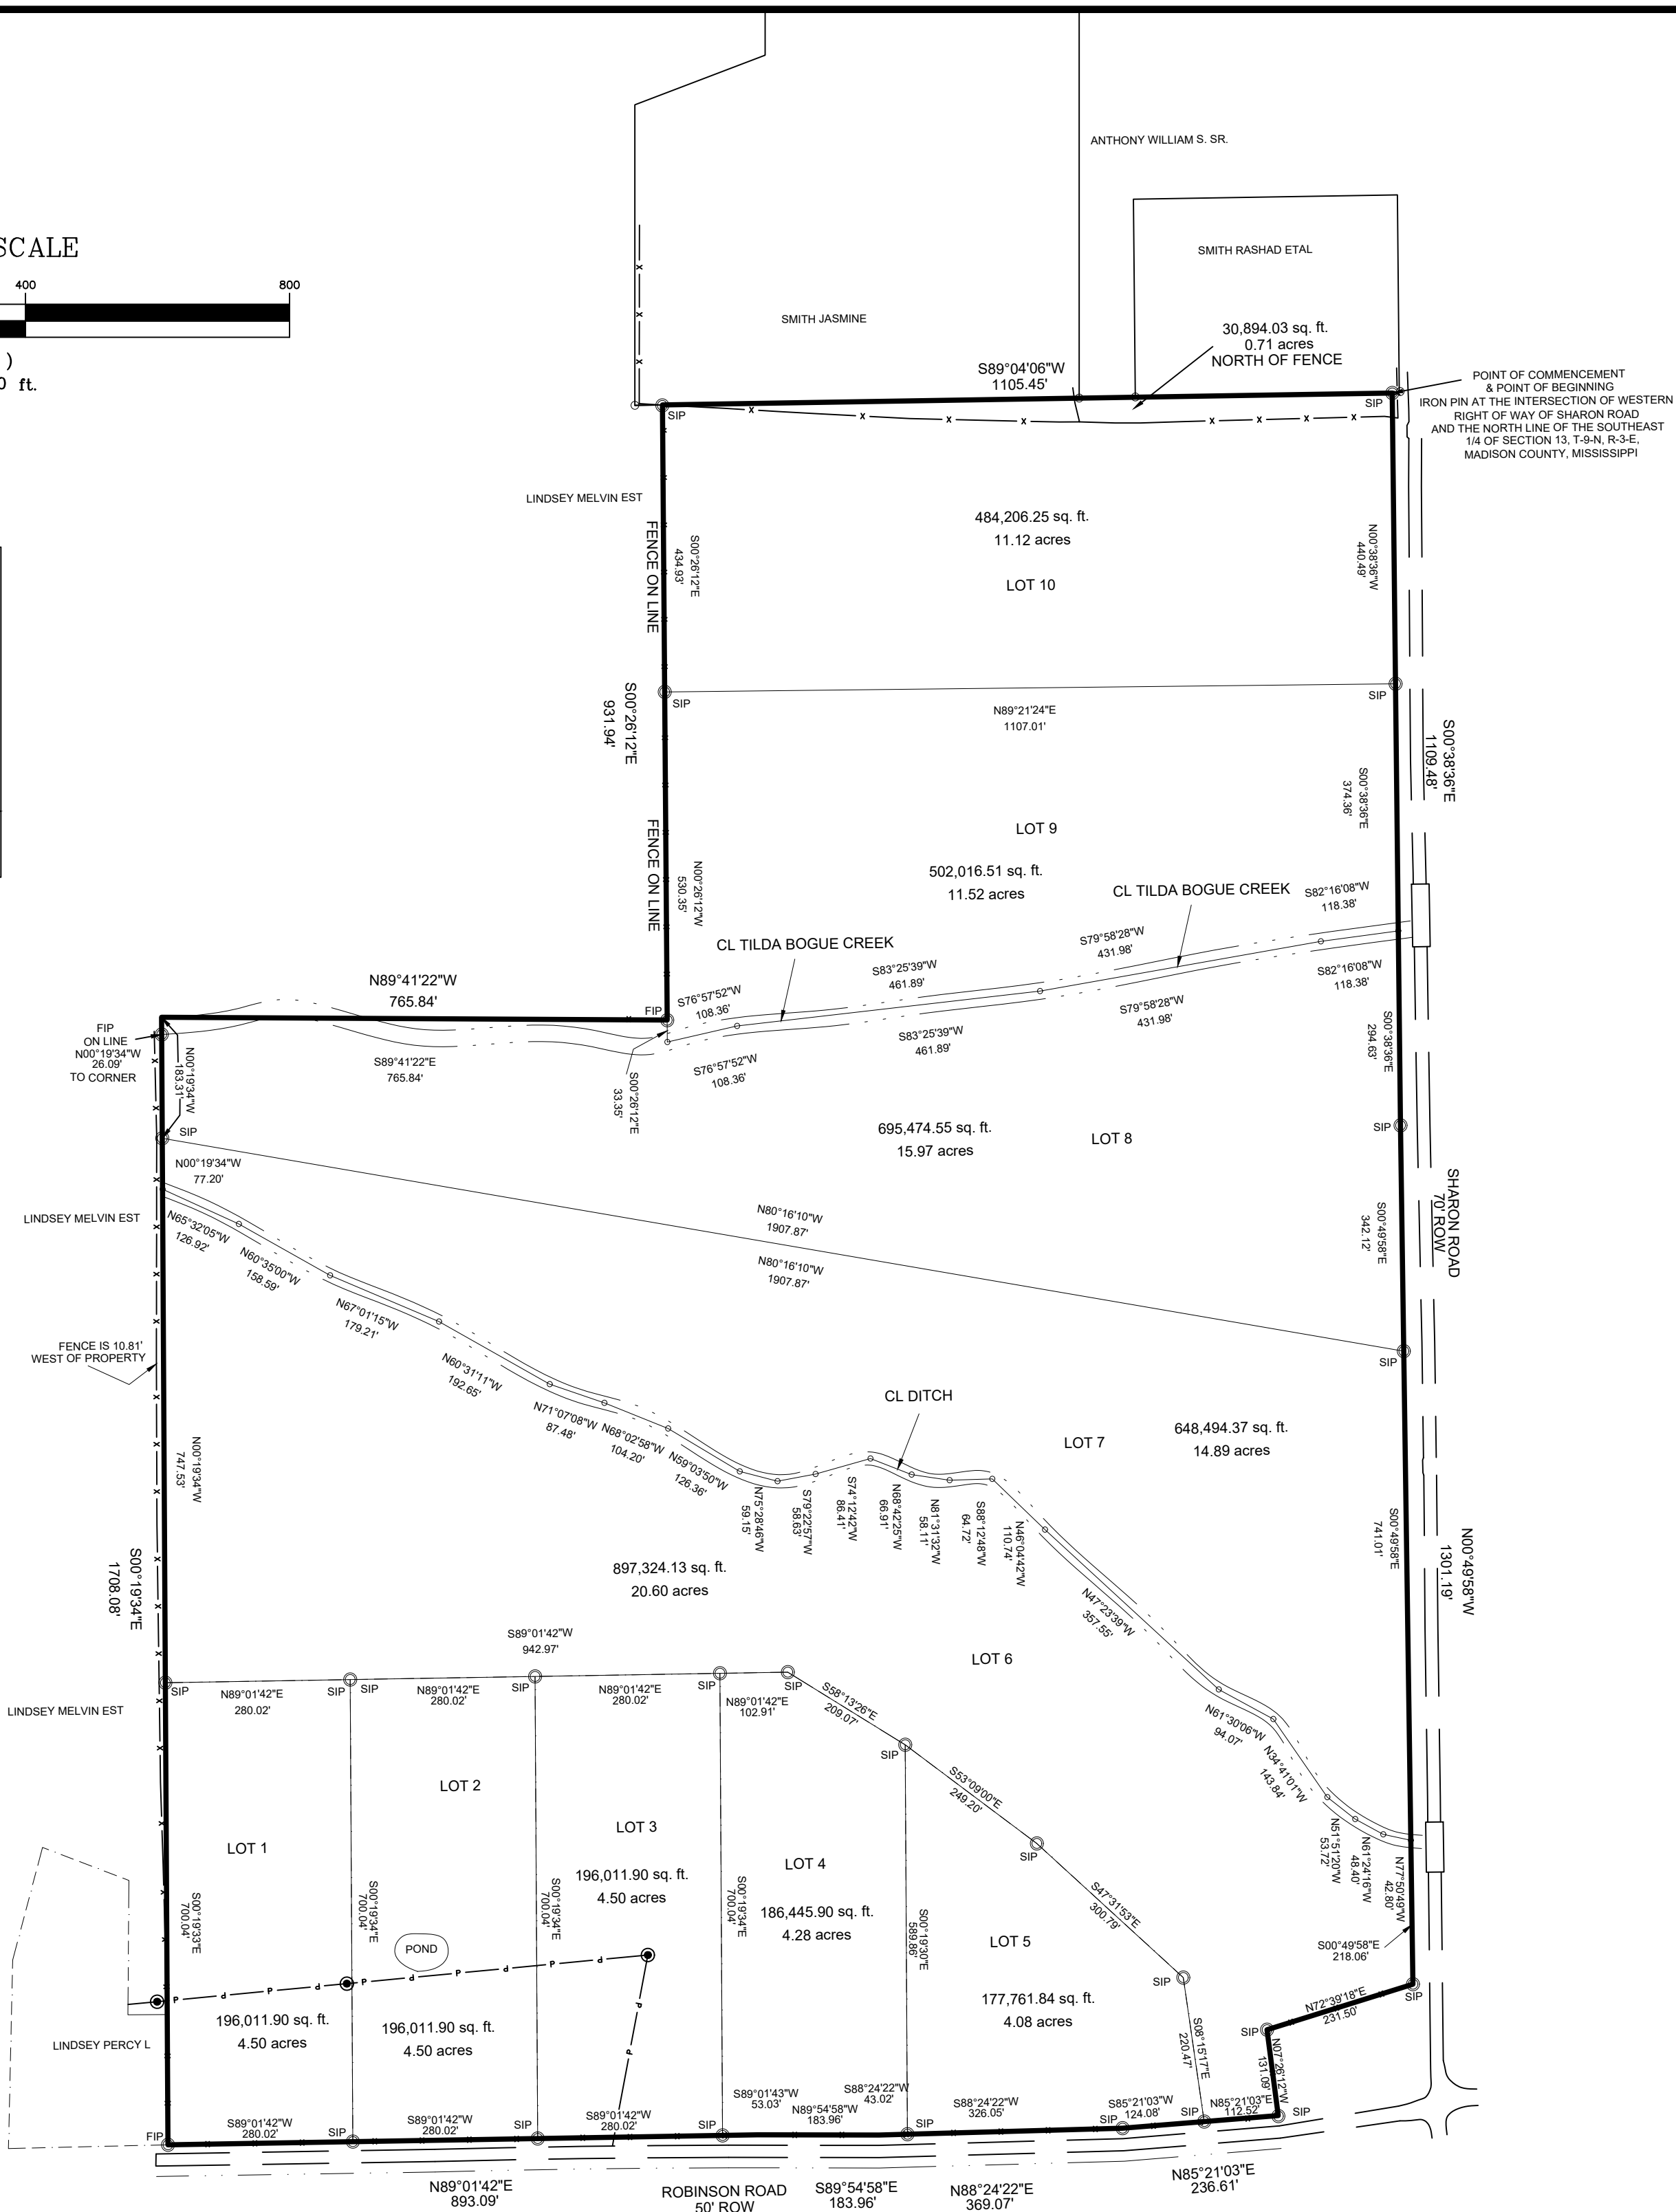 SCALE
400
800
)
0 ft.
ANTHONY WILLIAM S. SR.
SMITH RASHAD ETAL
SMITH JASMINE
30,894.03 sq. ft.
0.71 acres
NORTH OF FENCE
S89°04'06"W
1105.45'
POINT OF COMMENCEMENT
& POINT OF BEGINNING
IRON PIN AT THE INTERSECTION OF WESTERN
RIGHT OF WAY OF SHARON ROAD
AND THE NORTH LINE OF THE SOUTHEAST
1/4 OF SECTION 13, T-9-N, R-3-E,
MADISON COUNTY, MISSISSIPPI
SIP
SIP
LINDSEY MELVIN EST
FENCE ON LINE
S00°26'12"E
434.93'
484,206.25 sq. ft.
11.12 acres
LOT 10
N00°38'36"W
440.49'
SIP
SIP
S00°26'12"E
931.94'
N89°21'24"E
1107.01'
S00°38'36"E
1109.48'
S00°38'36"E
374.36'
LOT 9
502,016.51 sq. ft.
11.52 acres
FENCE ON LINE
N00°26'12"W
530.35'
CL TILDA BOGUE CREEK
CL TILDA BOGUE CREEK
S82°16'08"W
118.38'
S79°58'28"W
431.98'
S83°25'39"W
461.89'
S76°57'52"W
108.36'
N89°41'22"W
765.84'
FIP
S82°16'08"W
118.38'
S79°58'28"W
431.98'
S83°25'39"W
461.89'
S76°57'52"W
108.36'
FIP
ON LINE
N00°19'34"W
26.09'
TO CORNER
N00°19'34"W
183.31'
S89°41'22"E
765.84'
S00°26'12"E
33.35'
S00°38'36"E
294.63'
SIP
SIP
695,474.55 sq. ft.
15.97 acres
LOT 8
N00°19'34"W
77.20'
LINDSEY MELVIN EST
N80°16'10"W
1907.87'
N80°16'10"W
1907.87'
S00°49'58"E
342.12'
SHARON ROAD
70' ROW
SIP
N65°32'05"W
126.92'
N60°35'00"W
158.59'
N67°01'15"W
179.21'
N60°31'11"W
192.65'
N71°07'08"W
87.48'
N68°02'58"W
104.20'
N59°03'50"W
126.36'
N75°28'46"W
59.15'
S79°22'57"W
58.63'
S74°12'42"W
86.41'
N68°42'25"W
66.91'
N81°31'32"W
58.11'
S88°12'48"W
64.72'
N46°04'42"W
110.74'
N47°23'39"W
357.55'
N61°30'06"W
94.07'
N34°41'01"W
143.84'
N51°51'20"W
53.72'
N61°24'16"W
48.40'
N77°50'49"W
42.80'
FENCE IS 10.81'
WEST OF PROPERTY
CL DITCH
LOT 7
648,494.37 sq. ft.
14.89 acres
N00°19'34"W
747.53'
S00°49'58"E
741.01'
N00°49'58"W
1301.19'
S00°19'34"E
1708.08'
897,324.13 sq. ft.
20.60 acres
LOT 6
S89°01'42"W
942.97'
LINDSEY MELVIN EST
SIP
N89°01'42"E
280.02'
SIP
SIP
N89°01'42"E
280.02'
SIP
N89°01'42"E
280.02'
SIP
N89°01'42"E
102.91'
SIP
S58°13'26"E
209.07'
SIP
S53°09'00"E
249.20'
SIP
S47°31'53"E
300.79'
SIP
S08°15'17"E
220.47'
S00°49'58"E
218.06'
N72°39'18"E
231.50'
SIP
SIP
N07°26'12"W
131.09'
LOT 1
LOT 2
LOT 3
196,011.90 sq. ft.
4.50 acres
LOT 4
186,445.90 sq. ft.
4.28 acres
LOT 5
177,761.84 sq. ft.
4.08 acres
S00°19'33"E
700.04'
S00°19'34"E
700.04'
S00°19'34"E
700.04'
S00°19'34"E
700.04'
S00°19'30"E
589.86'
POND
196,011.90 sq. ft.
4.50 acres
196,011.90 sq. ft.
4.50 acres
LINDSEY PERCY L
FIP
S89°01'42"W
280.02'
SIP
S89°01'42"W
280.02'
SIP
S89°01'42"W
280.02'
SIP
S89°01'43"W
53.03'
N89°54'58"W
183.96'
S88°24'22"W
43.02'
SIP
S88°24'22"W
326.05'
SIP
S85°21'03"W
124.08'
N85°21'03"E
112.52'
SIP
N89°01'42"E
893.09'
ROBINSON ROAD
50' ROW
S89°54'58"E
183.96'
N88°24'22"E
369.07'
N85°21'03"E
236.61'